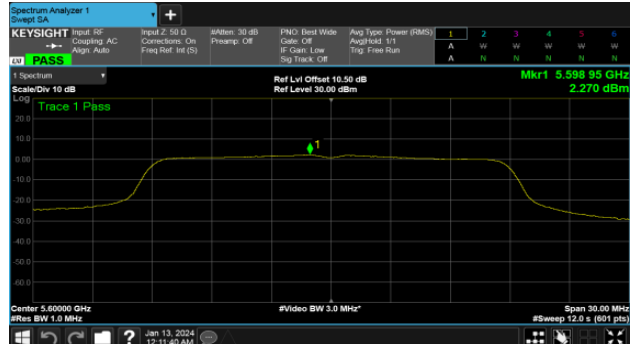 Spectrum Analyzer 1
Swept SA
+
KEYSIGHT Input: RF Input Z: 50 Ω #Atten: 30 dB PNO: Best Wide Avg Type: Power (RMS) 1 2 3 4 5 6
Coupling: AC Corrections: On Preamp: Off Gate: Off Avg|Hold: 1/1 A W W W W W
Align: Auto Freq Ref: Int (S) IF Gain: Low Trig: Free Run
LXI PASS Sig Track: Off A N N N N N
1 Spectrum Ref Lvl Offset 10.50 dB Mkr1 5.598 95 GHz
Scale/Div 10 dB Ref Level 30.00 dBm 2.270 dBm
Log
Trace 1 Pass
20.0
10.0
1
0.00
-10.0
-20.0
-30.0
-40.0
-50.0
-60.0
Center 5.60000 GHz #Video BW 3.0 MHz* Span 30.00 MHz
#Res BW 1.0 MHz #Sweep 12.0 s (601 pts)
? Jan 13, 2024
12:11:40 AM